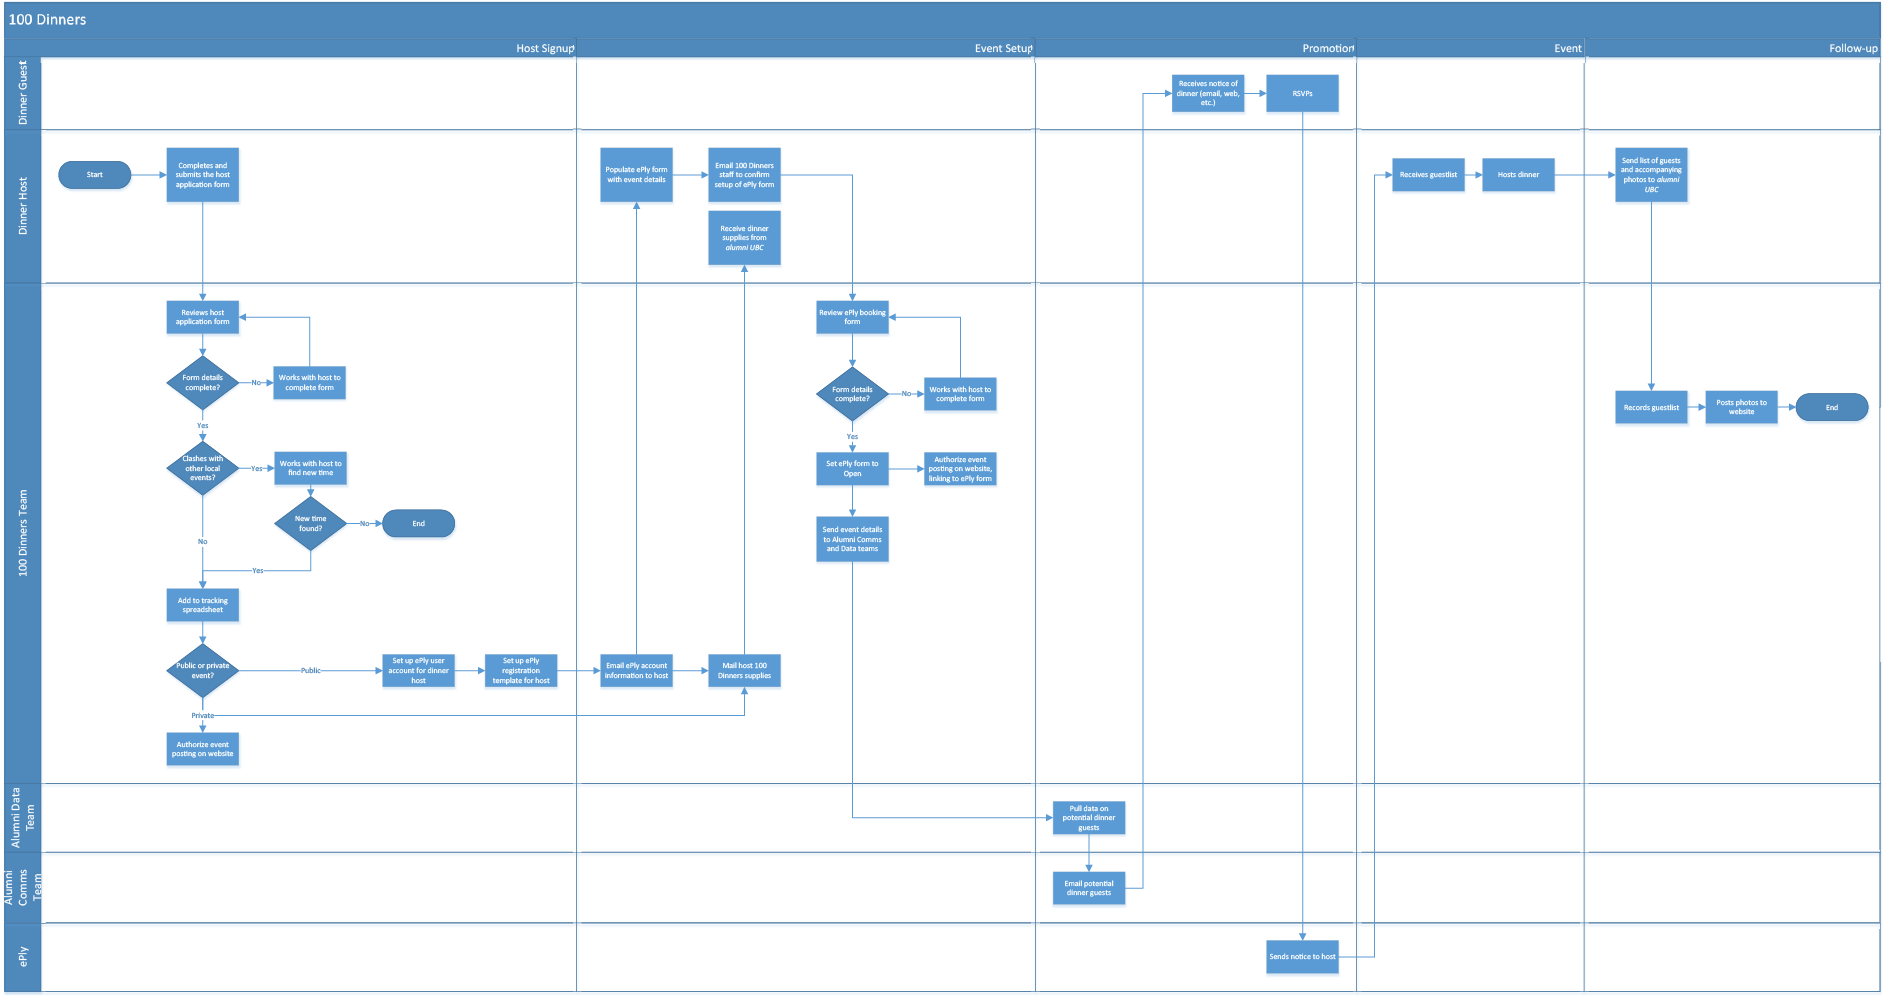 100 Dinners
Host Signup
Event Setup
Promotion
Event
Follow-up
Dinner Guest
Receives notice of
dinner (email, web,
etc.)
RSVPs
Dinner Host
Start
Completes and
submits the host
application form
Populate ePly form
with event details
Email 100 Dinners
staff to confirm
setup of ePly form
Receive dinner
supplies from
alumni UBC
Receives guestlist
Hosts dinner
Send list of guests
and accompanying
photos to alumni
UBC
100 Dinners Team
Reviews host
application form
Form details
complete?
No
Works with host to
complete form
Yes
Clashes with
other local
events?
Yes
Works with host to
find new time
New time
found?
No
End
No
Yes
Add to tracking
spreadsheet
Public or private
event?
Public
Set up ePly user
account for dinner
host
Set up ePly
registration
template for host
Email ePly account
information to host
Mail host 100
Dinners supplies
Private
Authorize event
posting on website
Review ePly booking
form
Form details
complete?
No
Works with host to
complete form
Yes
Set ePly form to
Open
Authorize event
posting on website,
linking to ePly form
Send event details
to Alumni Comms
and Data teams
Records guestlist
Posts photos to
website
End
Alumni Data
Team
Pull data on
potential dinner
guests
Alumni
Comms
Team
Email potential
dinner guests
ePly
Sends notice to host